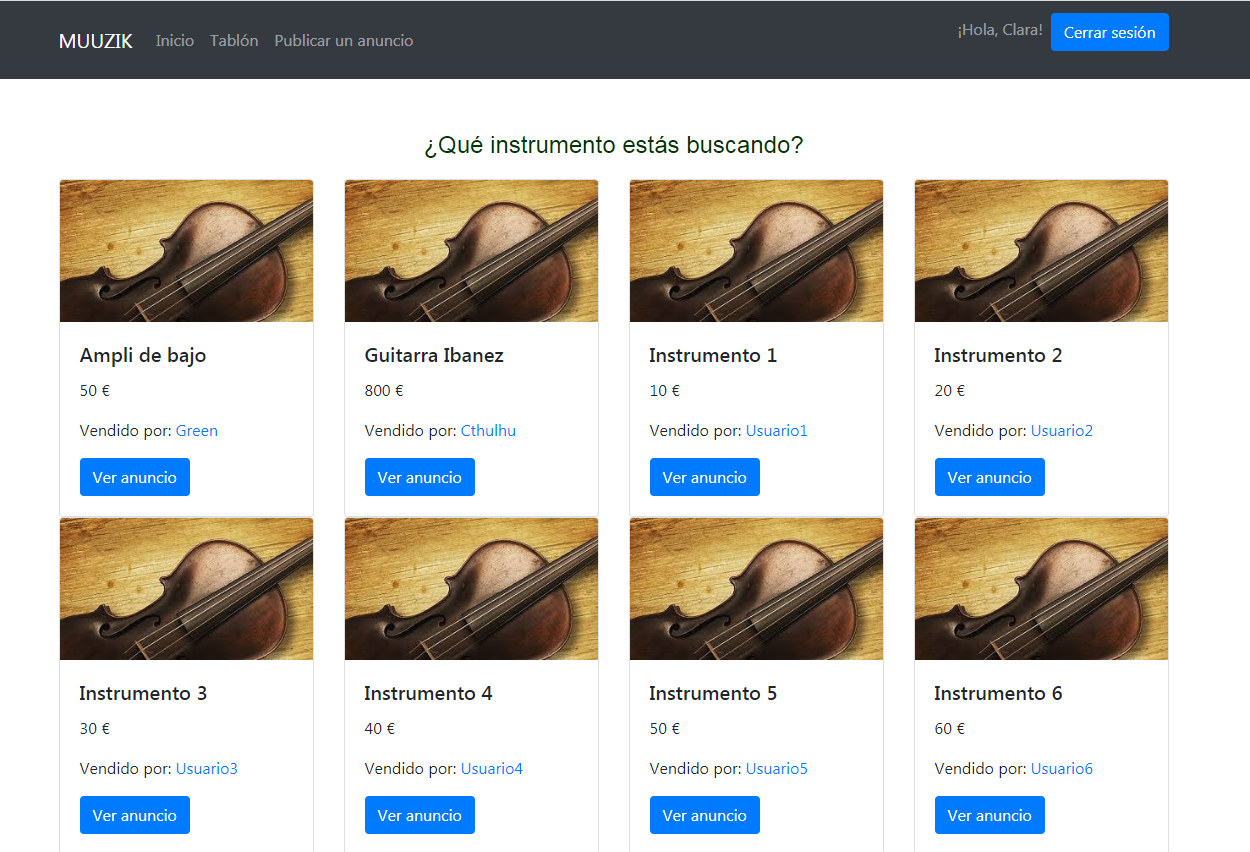 MUUZIK Inicio Tablón Publicar un anuncio ¡Hola, Clara! Cerrar sesión
¿Qué instrumento estás buscando?
Ampli de bajo
50 €
Vendido por: Green
Ver anuncio
Guitarra Ibanez
800 €
Vendido por: Cthulhu
Ver anuncio
Instrumento 1
10 €
Vendido por: Usuario1
Ver anuncio
Instrumento 2
20 €
Vendido por: Usuario2
Ver anuncio
Instrumento 3
30 €
Vendido por: Usuario3
Ver anuncio
Instrumento 4
40 €
Vendido por: Usuario4
Ver anuncio
Instrumento 5
50 €
Vendido por: Usuario5
Ver anuncio
Instrumento 6
60 €
Vendido por: Usuario6
Ver anuncio